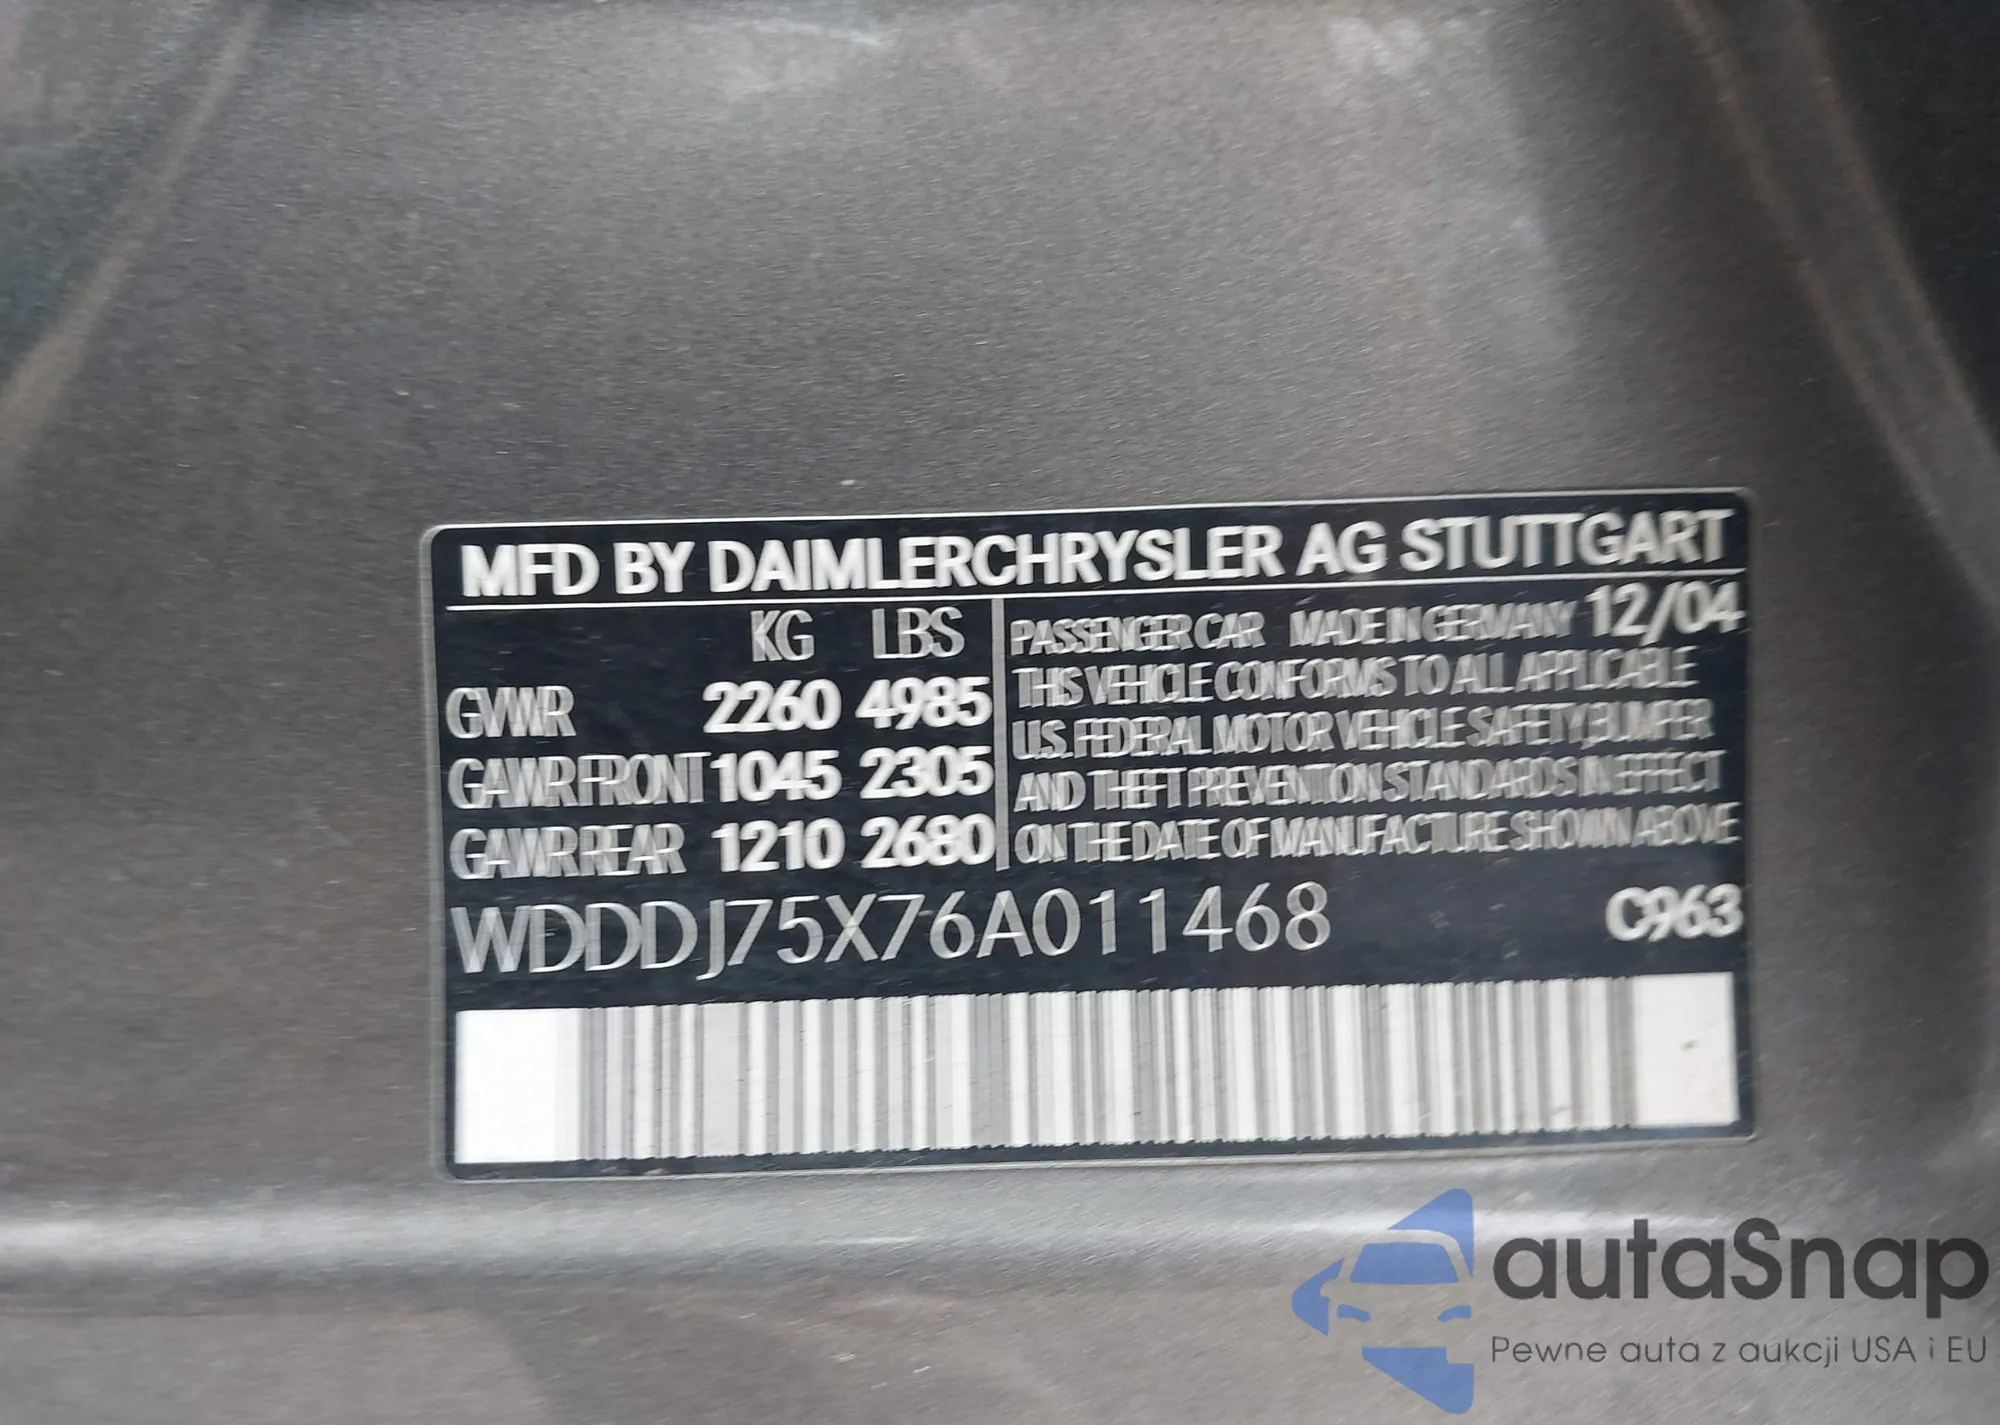 MFD BY DAIMLERCHRYSLER AG STUTTGART
KG LBS
GVWR 2260 4985
GAWR FRONT 1045 2305
GAWR REAR 1210 2680
PASSENGER CAR MADE IN GERMANY 12/04
THIS VEHICLE CONFORMS TO ALL APPLICABLE
U.S. FEDERAL MOTOR VEHICLE SAFETY, BUMPER
AND THEFT PREVENTION STANDARDS IN EFFECT
ON THE DATE OF MANUFACTURE SHOWN ABOVE
WDDDJ75X76A011468 C963
autaSnap
Pewne auta z aukcji USA i EU